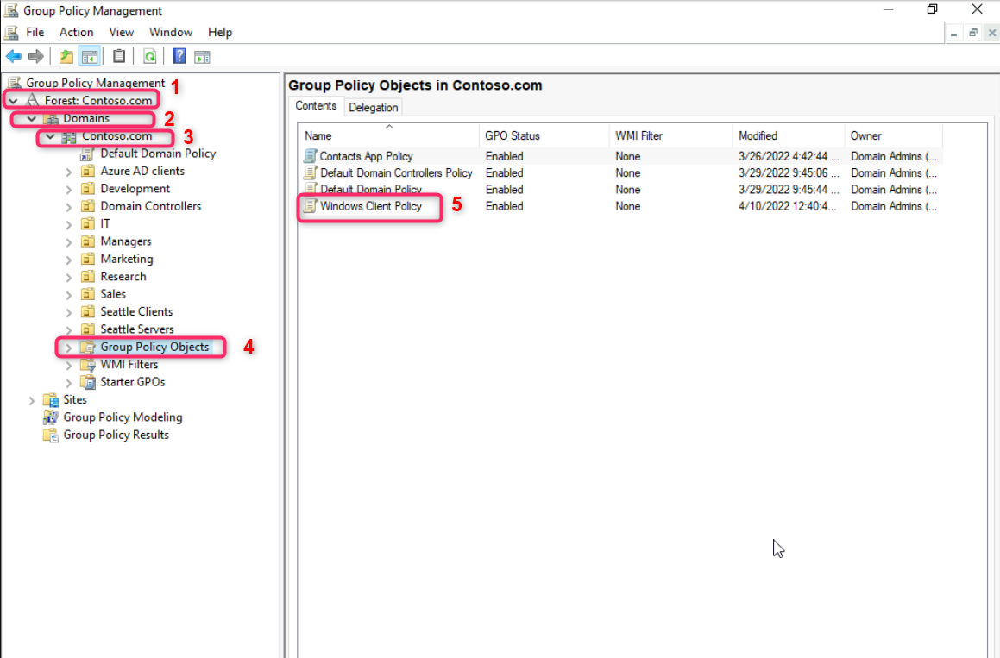 Group Policy Management
File Action View Window Help
Group Policy Management 1
Forest: Contoso.com
Domains 2
Contoso.com 3
Default Domain Policy
Azure AD clients
Development
Domain Controllers
IT
Managers
Marketing
Research
Sales
Seattle Clients
Seattle Servers
Group Policy Objects 4
WMI Filters
Starter GPOs
Sites
Group Policy Modeling
Group Policy Results
Group Policy Objects in Contoso.com
Contents Delegation
Name GPO Status WMI Filter Modified Owner
Contacts App Policy Enabled None 3/26/2022 4:42:44 ... Domain Admins (...
Default Domain Controllers Policy Enabled None 3/29/2022 9:45:06 ... Domain Admins (...
Default Domain Policy Enabled None 3/29/2022 9:45:44 ... Domain Admins (...
Windows Client Policy 5 Enabled None 4/10/2022 12:40:4... Domain Admins (...